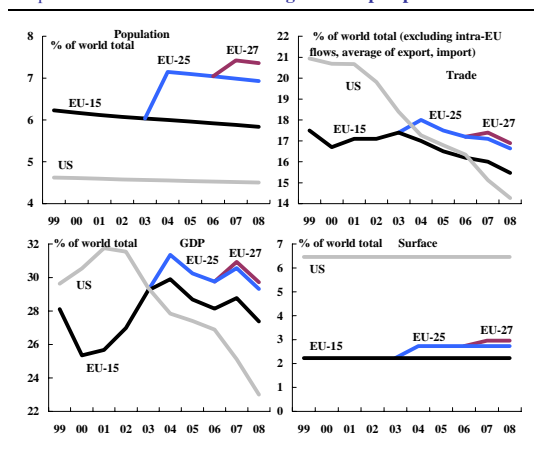 Population
% of world total
EU-27
EU-25
EU-15
US
8
7
6
5
4
99 00 01 02 03 04 05 06 07 08
% of world total (excluding intra-EU
flows, average of export, import)
Trade
US
EU-25
EU-15
EU-27
22
21
20
19
18
17
16
15
14
99 00 01 02 03 04 05 06 07 08
% of world total GDP
EU-27
EU-25
US
EU-15
32
30
28
26
24
22
99 00 01 02 03 04 05 06 07 08
% of world total Surface
US
EU-27
EU-25
EU-15
7
6
5
4
3
2
1
0
99 00 01 02 03 04 05 06 07 08